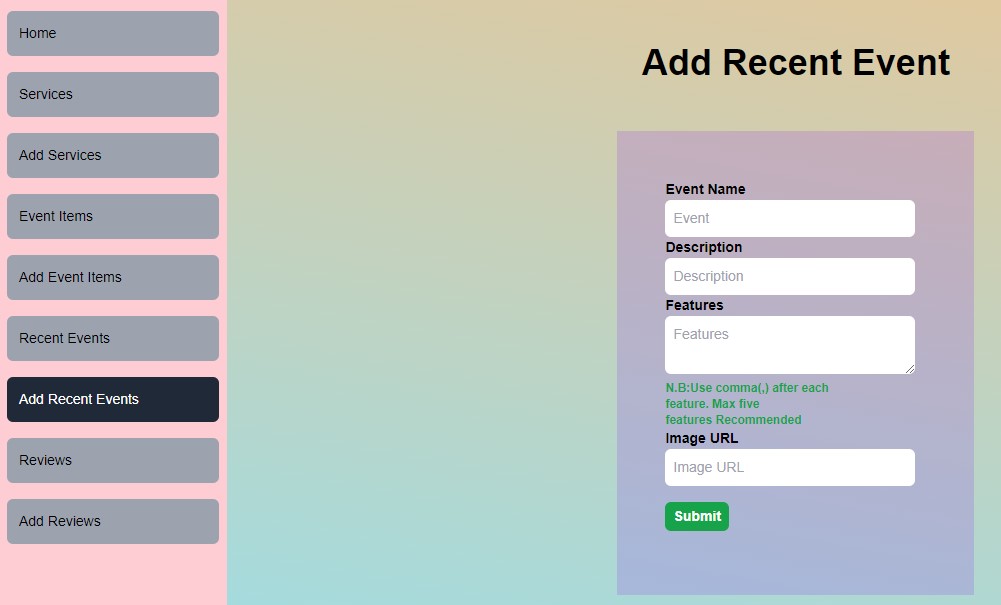 Home
Services
Add Services
Event Items
Add Event Items
Recent Events
Add Recent Events
Reviews
Add Reviews
Add Recent Event
Event Name
Event
Description
Description
Features
Features
N.B:Use comma(,) after each
feature. Max five
features Recommended
Image URL
Image URL
Submit